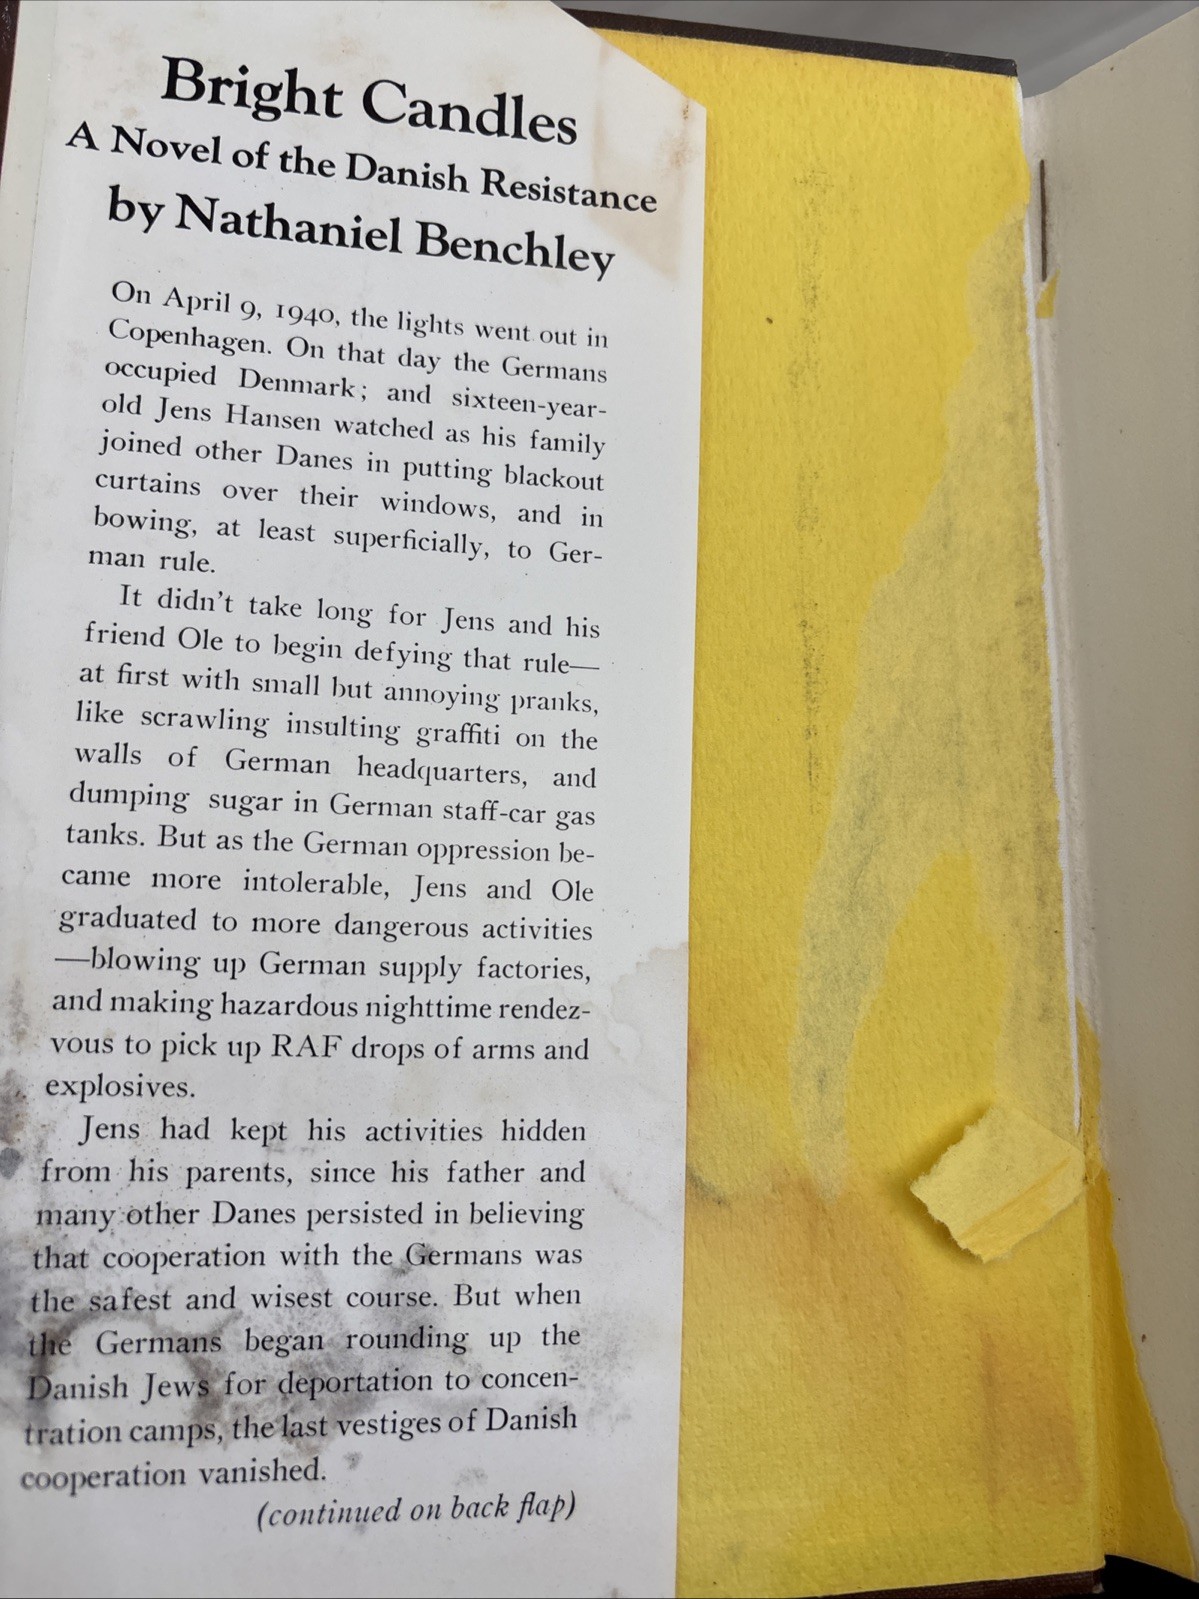 Bright Candles
A Novel of the Danish Resistance
by Nathaniel Benchley
On April 9, 1940, the lights went out in
Copenhagen. On that day the Germans
occupied Denmark; and sixteen-year-
old Jens Hansen watched as his family
joined other Danes in putting blackout
curtains over their windows, and in
bowing, at least superficially, to Ger-
man rule.
It didn't take long for Jens and his
friend Ole to begin defying that rule—
at first with small but annoying pranks,
like scrawling insulting graffiti on the
walls of German headquarters, and
dumping sugar in German staff-car gas
tanks. But as the German oppression be-
came more intolerable, Jens and Ole
graduated to more dangerous activities
—blowing up German supply factories,
and making hazardous nighttime rendez-
vous to pick up RAF drops of arms and
explosives.
Jens had kept his activities hidden
from his parents, since his father and
many other Danes persisted in believing
that cooperation with the Germans was
the safest and wisest course. But when
the Germans began rounding up the
Danish Jews for deportation to concen-
tration camps, the last vestiges of Danish
cooperation vanished.
(continued on back flap)